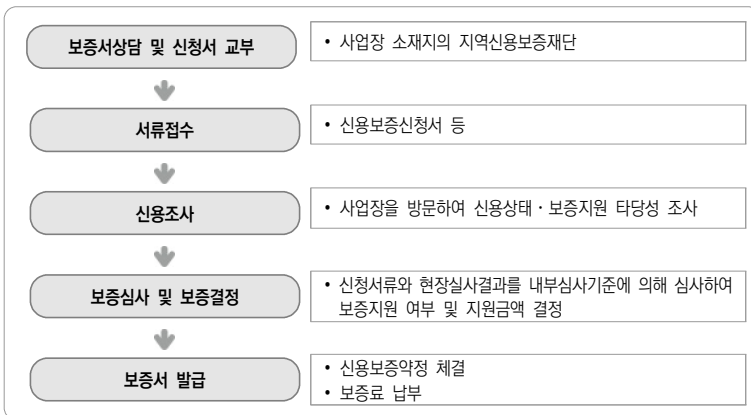 보증서상담 및 신청서 교부
• 사업장 소재지의 지역신용보증재단
서류접수
• 신용보증신청서 등
신용조사
• 사업장을 방문하여 신용상태·보증지원 타당성 조사
보증심사 및 보증결정
• 신청서류와 현장실사결과를 내부심사기준에 의해 심사하여
보증지원 여부 및 지원금액 결정
보증서 발급
• 신용보증약정 체결
• 보증료 납부